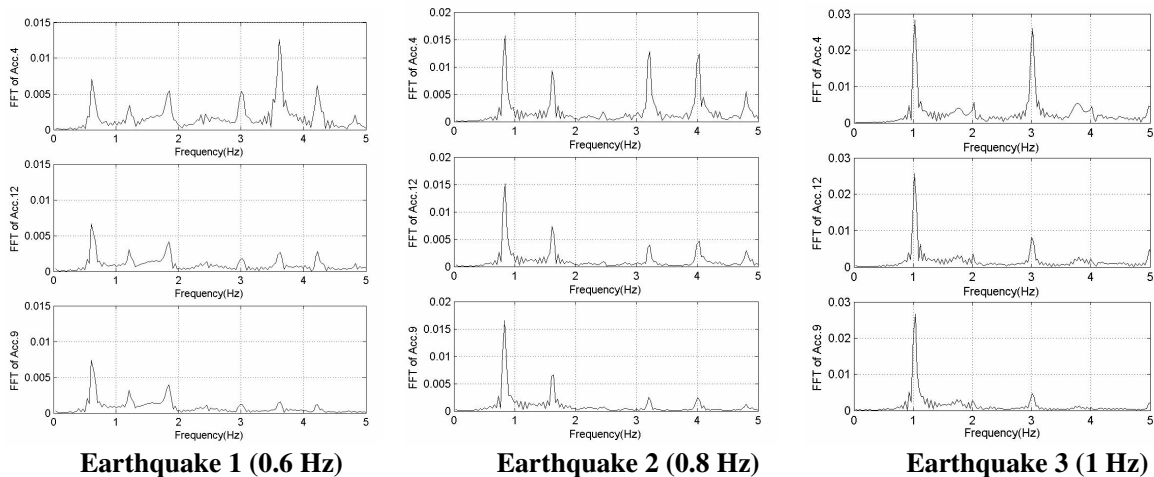 0.015
0.01
0.005
0
FFT of Acc.4
0 1 2 3 4 5
Frequency(Hz)
0.015
0.01
0.005
0
FFT of Acc.12
0 1 2 3 4 5
Frequency(Hz)
0.015
0.01
0.005
0
FFT of Acc.9
0 1 2 3 4 5
Frequency(Hz)
Earthquake 1 (0.6 Hz)
0.02
0.015
0.01
0.005
0
FFT of Acc.4
0 1 2 3 4 5
Frequency(Hz)
0.02
0.015
0.01
0.005
0
FFT of Acc.12
0 1 2 3 4 5
Frequency(Hz)
0.02
0.015
0.01
0.005
0
FFT of Acc.9
0 1 2 3 4 5
Frequency(Hz)
Earthquake 2 (0.8 Hz)
0.03
0.02
0.01
0
FFT of Acc.4
0 1 2 3 4 5
Frequency(Hz)
0.03
0.02
0.01
0
FFT of Acc.12
0 1 2 3 4 5
Frequency(Hz)
0.03
0.02
0.01
0
FFT of Acc.9
0 1 2 3 4 5
Frequency(Hz)
Earthquake 3 (1 Hz)